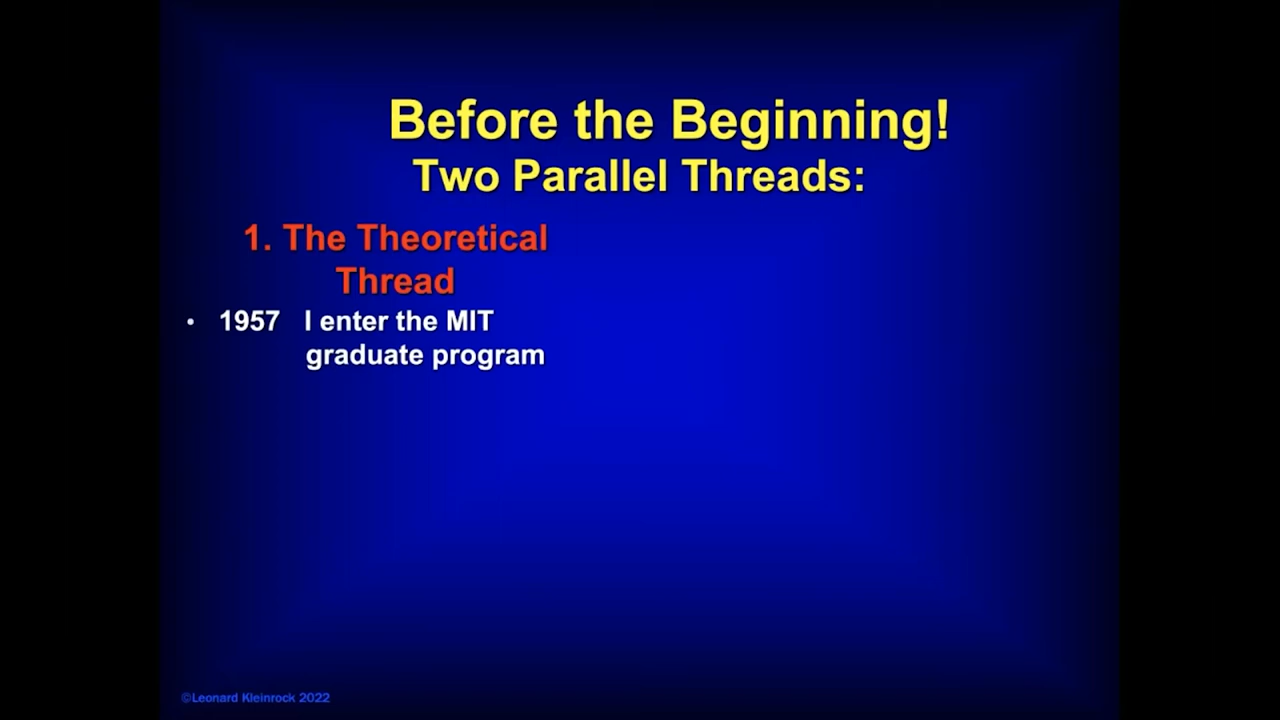 Before the Beginning!
Two Parallel Threads:
1. The Theoretical
Thread
• 1957 I enter the MIT
graduate program
©Leonard Kleinrock 2022